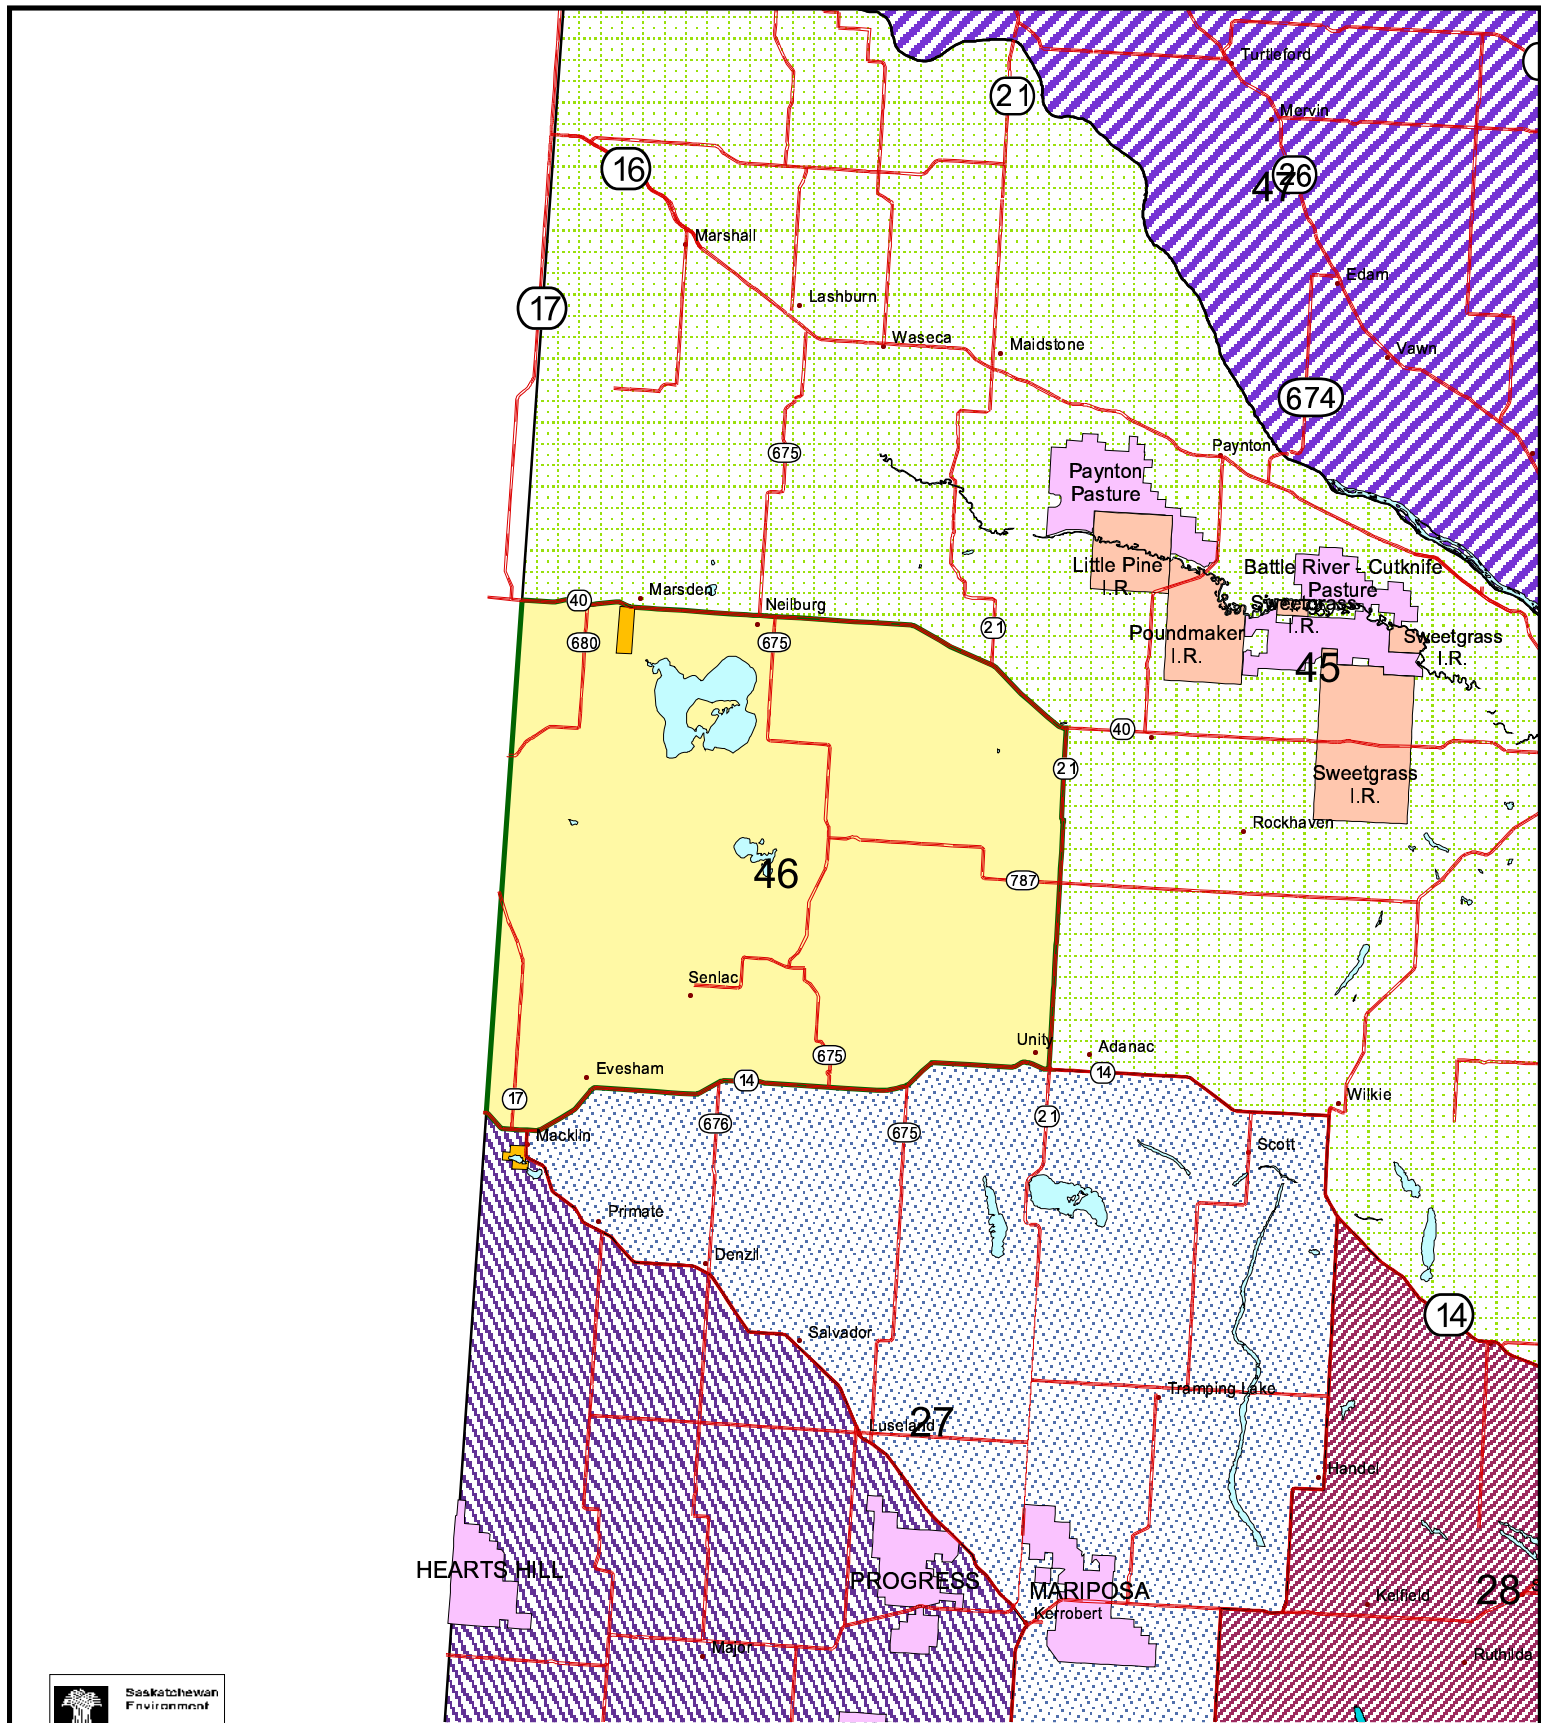 Turtleford
21
Mervin
16
47
26
Marshall
Edam
17
Lashburn
Waseca
Maidstone
Vawn
674
675
Paynton
Paynton
Pasture
Little Pine
I.R.
Battle River - Cutknife
Pasture
40
Marsden
Neilburg
Sweetgrass
I.R.
21
680
675
Poundmaker
I.R.
Sweetgrass
I.R.
45
40
21
Sweetgrass
I.R.
Rockhaven
46
787
Senlac
Unity
Adanac
675
Evesham
14
14
17
Wilkie
676
675
21
Macklin
Scott
Primate
Denzil
14
Salvador
Tramping Lake
Luseland
27
Handel
HEARTS HILL
PROGRESS
MARIPOSA
28
Kelfield
Kerrobert
Major
Ruthilda
Saskatchewan
Environment